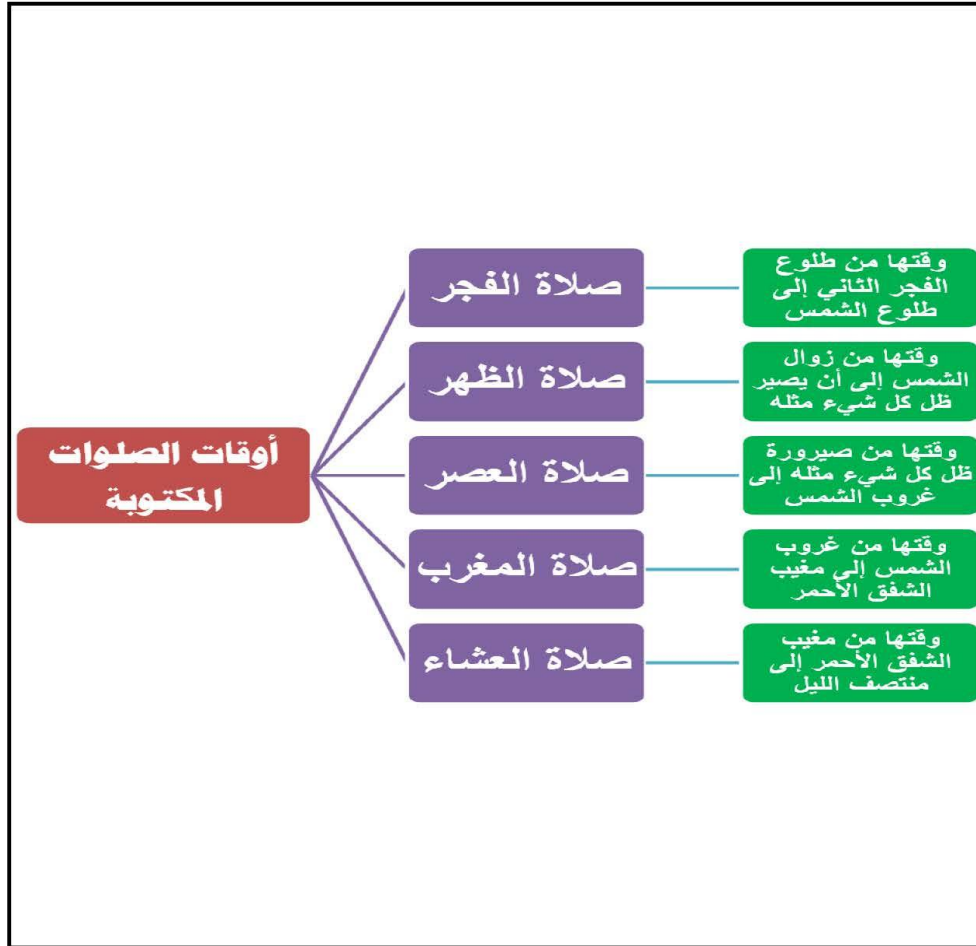 أوقات الصلوات
المكتوبة
صلاة الفجر
وقتها من طلوع
الفجر الثاني إلى
طلوع الشمس
صلاة الظهر
وقتها من زوال
الشمس إلى أن يصير
ظل كل شيء مثله
صلاة العصر
وقتها من صيرورة
ظل كل شيء مثله إلى
غروب الشمس
صلاة المغرب
وقتها من غروب
الشمس إلى مغيب
الشفق الأحمر
صلاة العشاء
وقتها من مغيب
الشفق الأحمر إلى
منتصف الليل